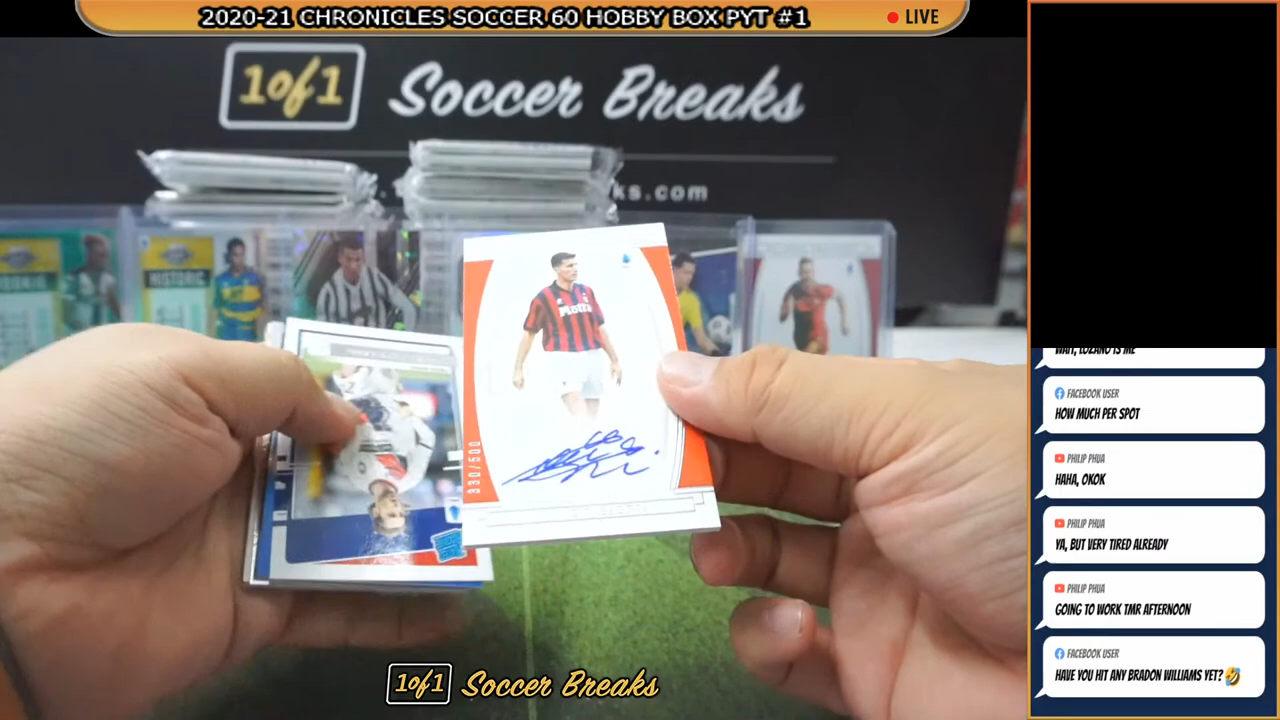 2020-21 CHRONICLES SOCCER 60 HOBBY BOX PYT #1
LIVE
1of1 Soccer Breaks
ks.com
HISTORIC
Motta
330/500
1of1 Soccer Breaks
WAIT, LOZANO IS ME
FACEBOOK USER
HOW MUCH PER SPOT
PHILIP PHUA
HAHA, OKOK
PHILIP PHUA
YA, BUT VERY TIRED ALREADY
PHILIP PHUA
GOING TO WORK TMR AFTERNOON
FACEBOOK USER
HAVE YOU HIT ANY BRADON WILLIAMS YET? 🤣